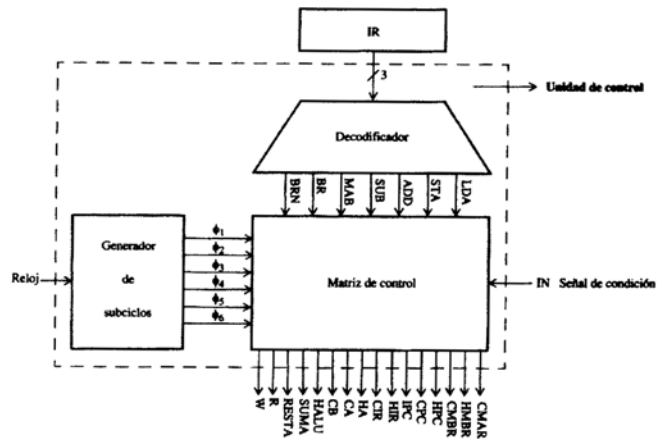 IR
3
Unidad de control
Decodificador
BRN
BR
MAB
SUB
ADD
STA
LDA
Generador
de
subciclos
Reloj
ϕ1
ϕ2
ϕ3
ϕ4
ϕ5
ϕ6
Matriz de control
IN Señal de condición
W
R
RESTA
SUMA
HALU
CB
CA
HA
CIR
HIR
IPC
CPC
HPC
CMBR
HMBR
CMAR